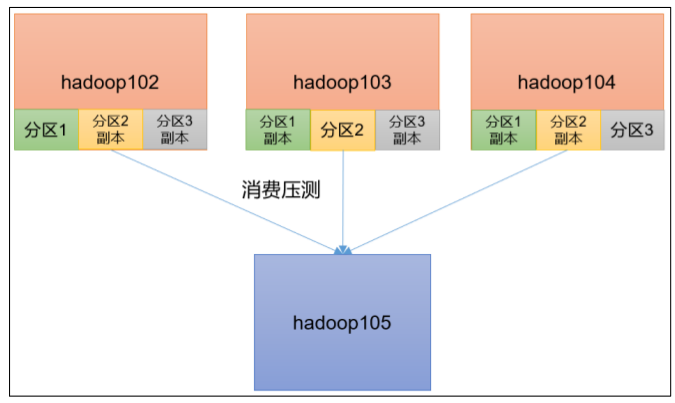 hadoop102
hadoop103
hadoop104
分区1
分区2
副本
分区3
副本
分区1
副本
分区2
分区3
副本
分区1
副本
分区2
副本
分区3
消费压测
hadoop105